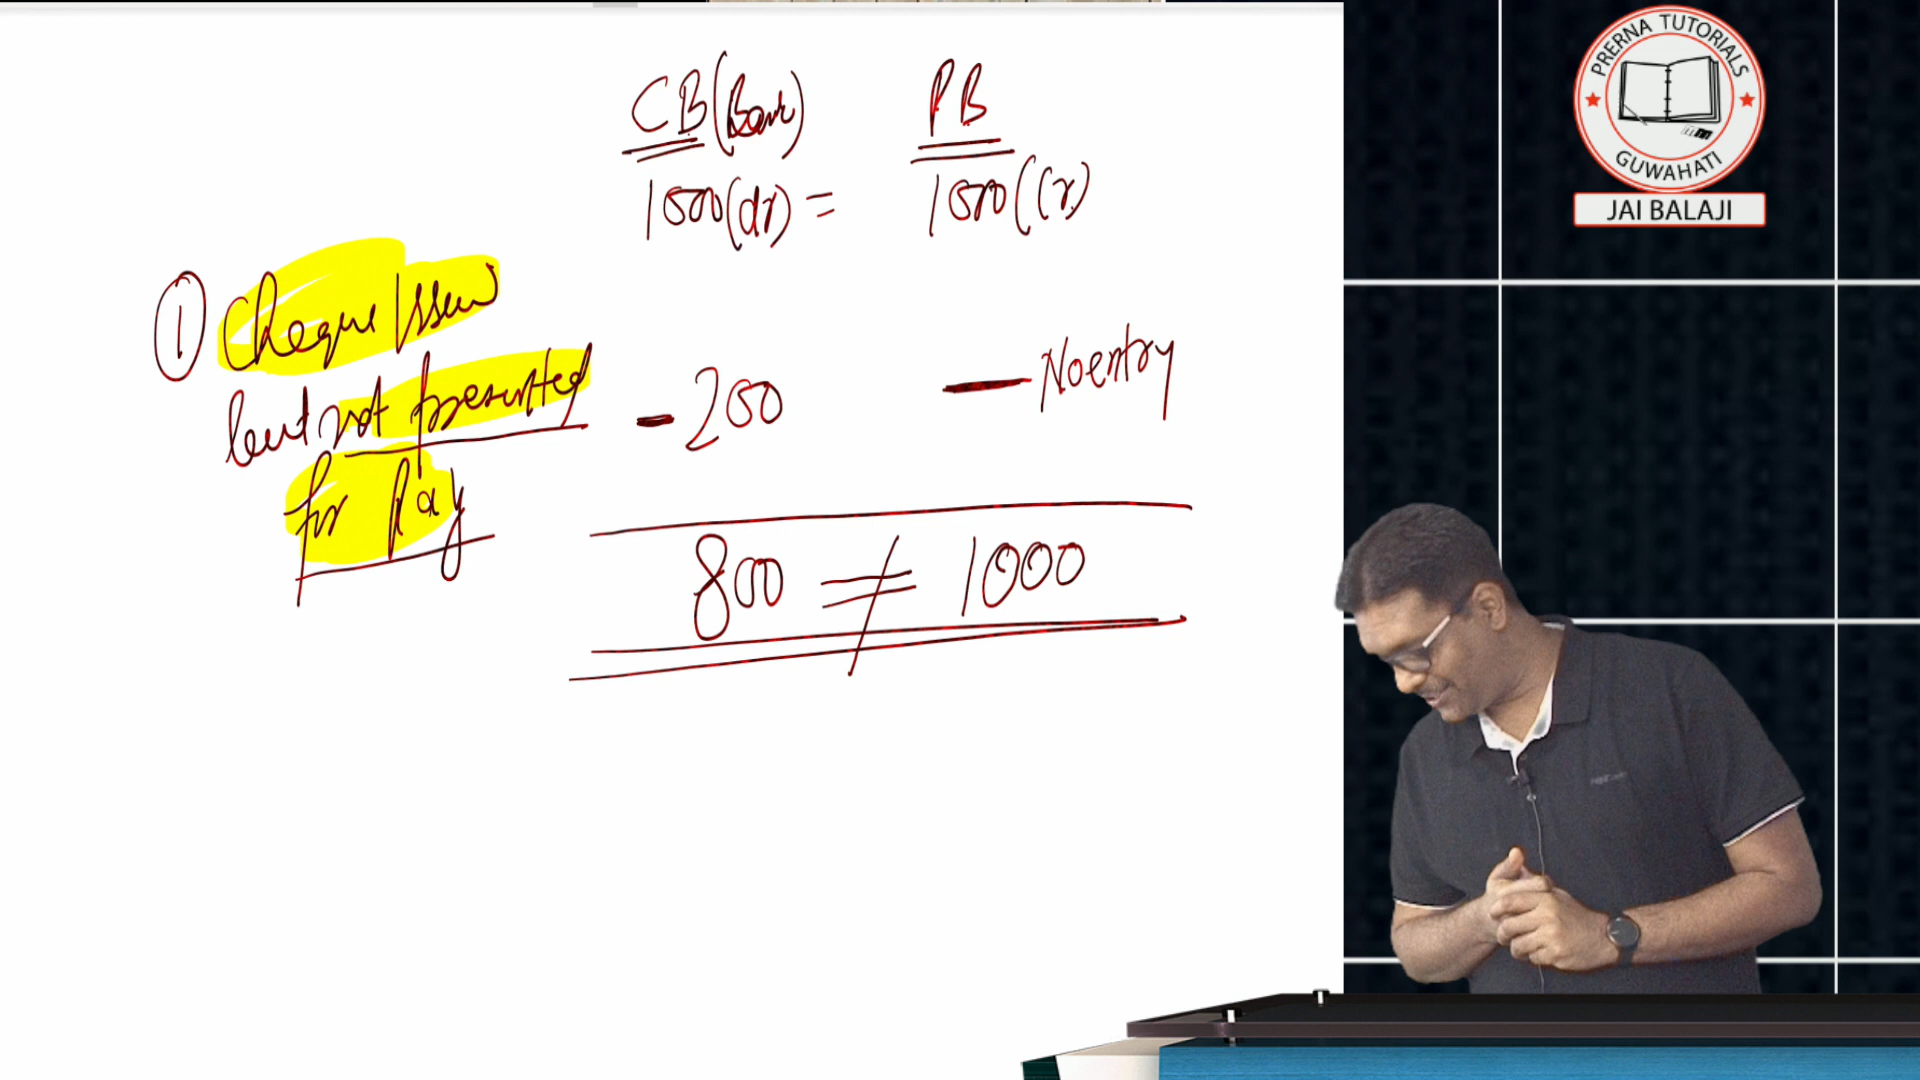 CB (Bank) PB
1000 (dr) = 1000 (Cr)
① Cheque Issued
but not presented
for Pay
- 200 — No entry
800 ≠ 1000
PRERNA TUTORIALS
GUWAHATI
JAI BALAJI